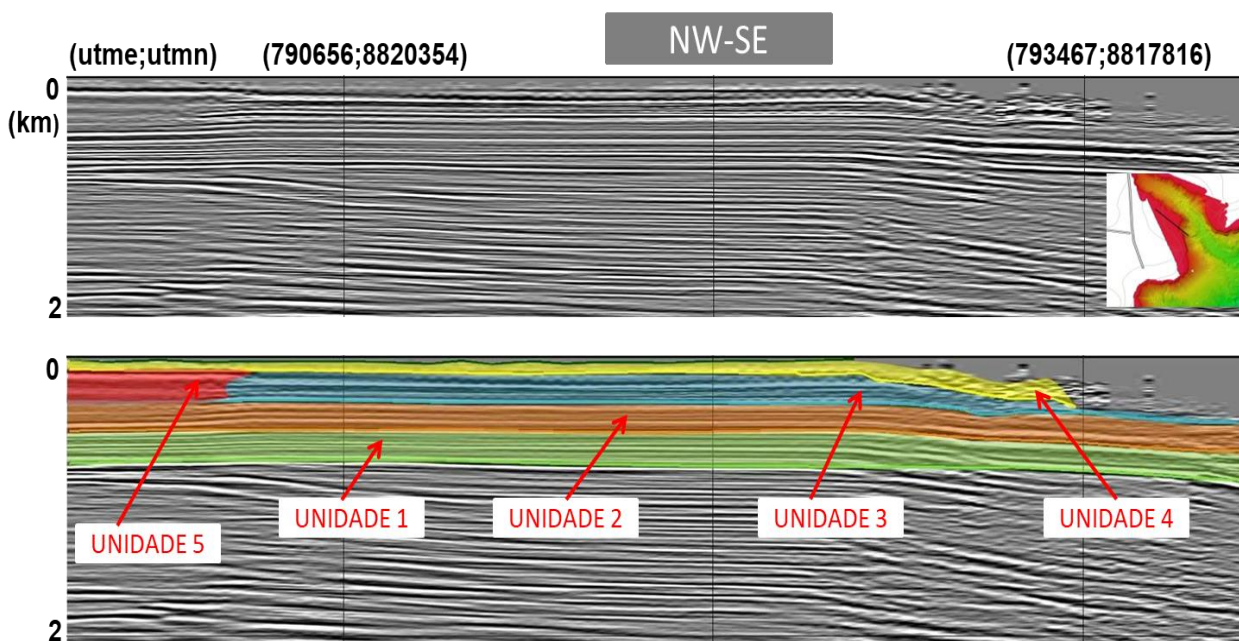 NW-SE
(utme;utmn) (790656;8820354) (793467;8817816)
0
(km)
2
0
UNIDADE 1
UNIDADE 2
UNIDADE 3
UNIDADE 4
UNIDADE 5
2